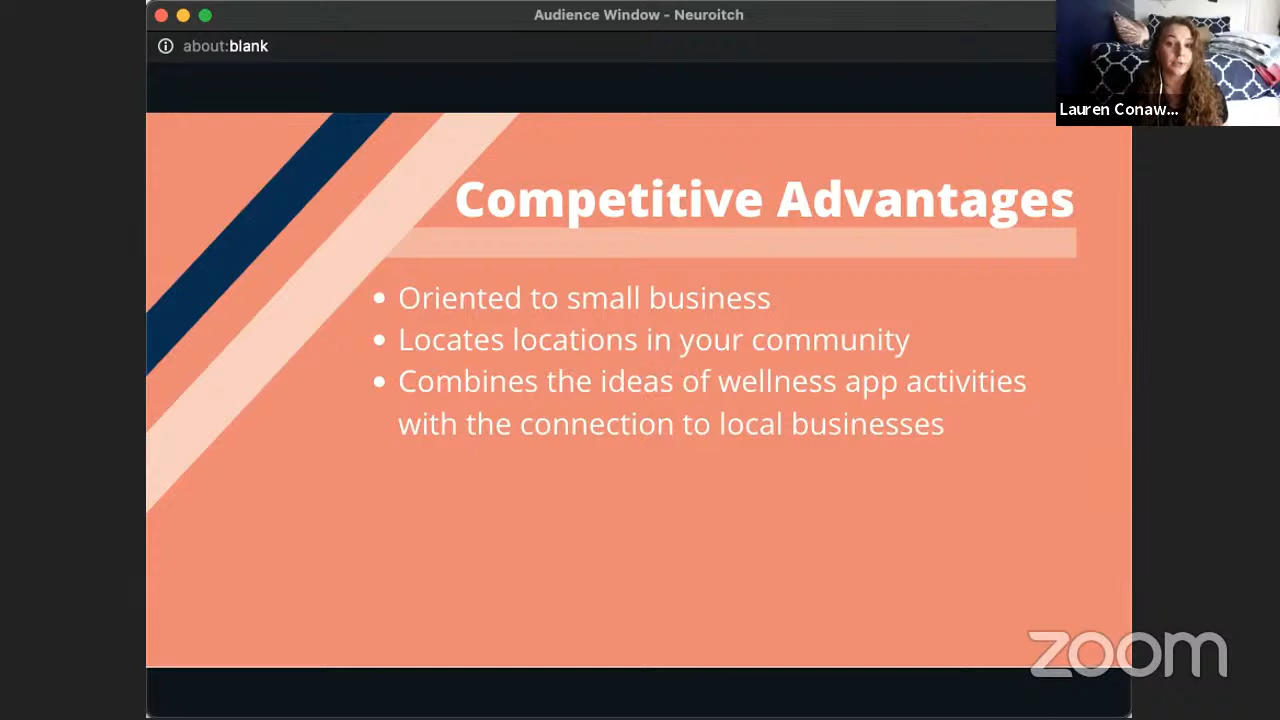 Audience Window - Neuroitch
about:blank
Lauren Conaw...
Competitive Advantages
Oriented to small business
Locates locations in your community
Combines the ideas of wellness app activities
with the connection to local businesses
zoom